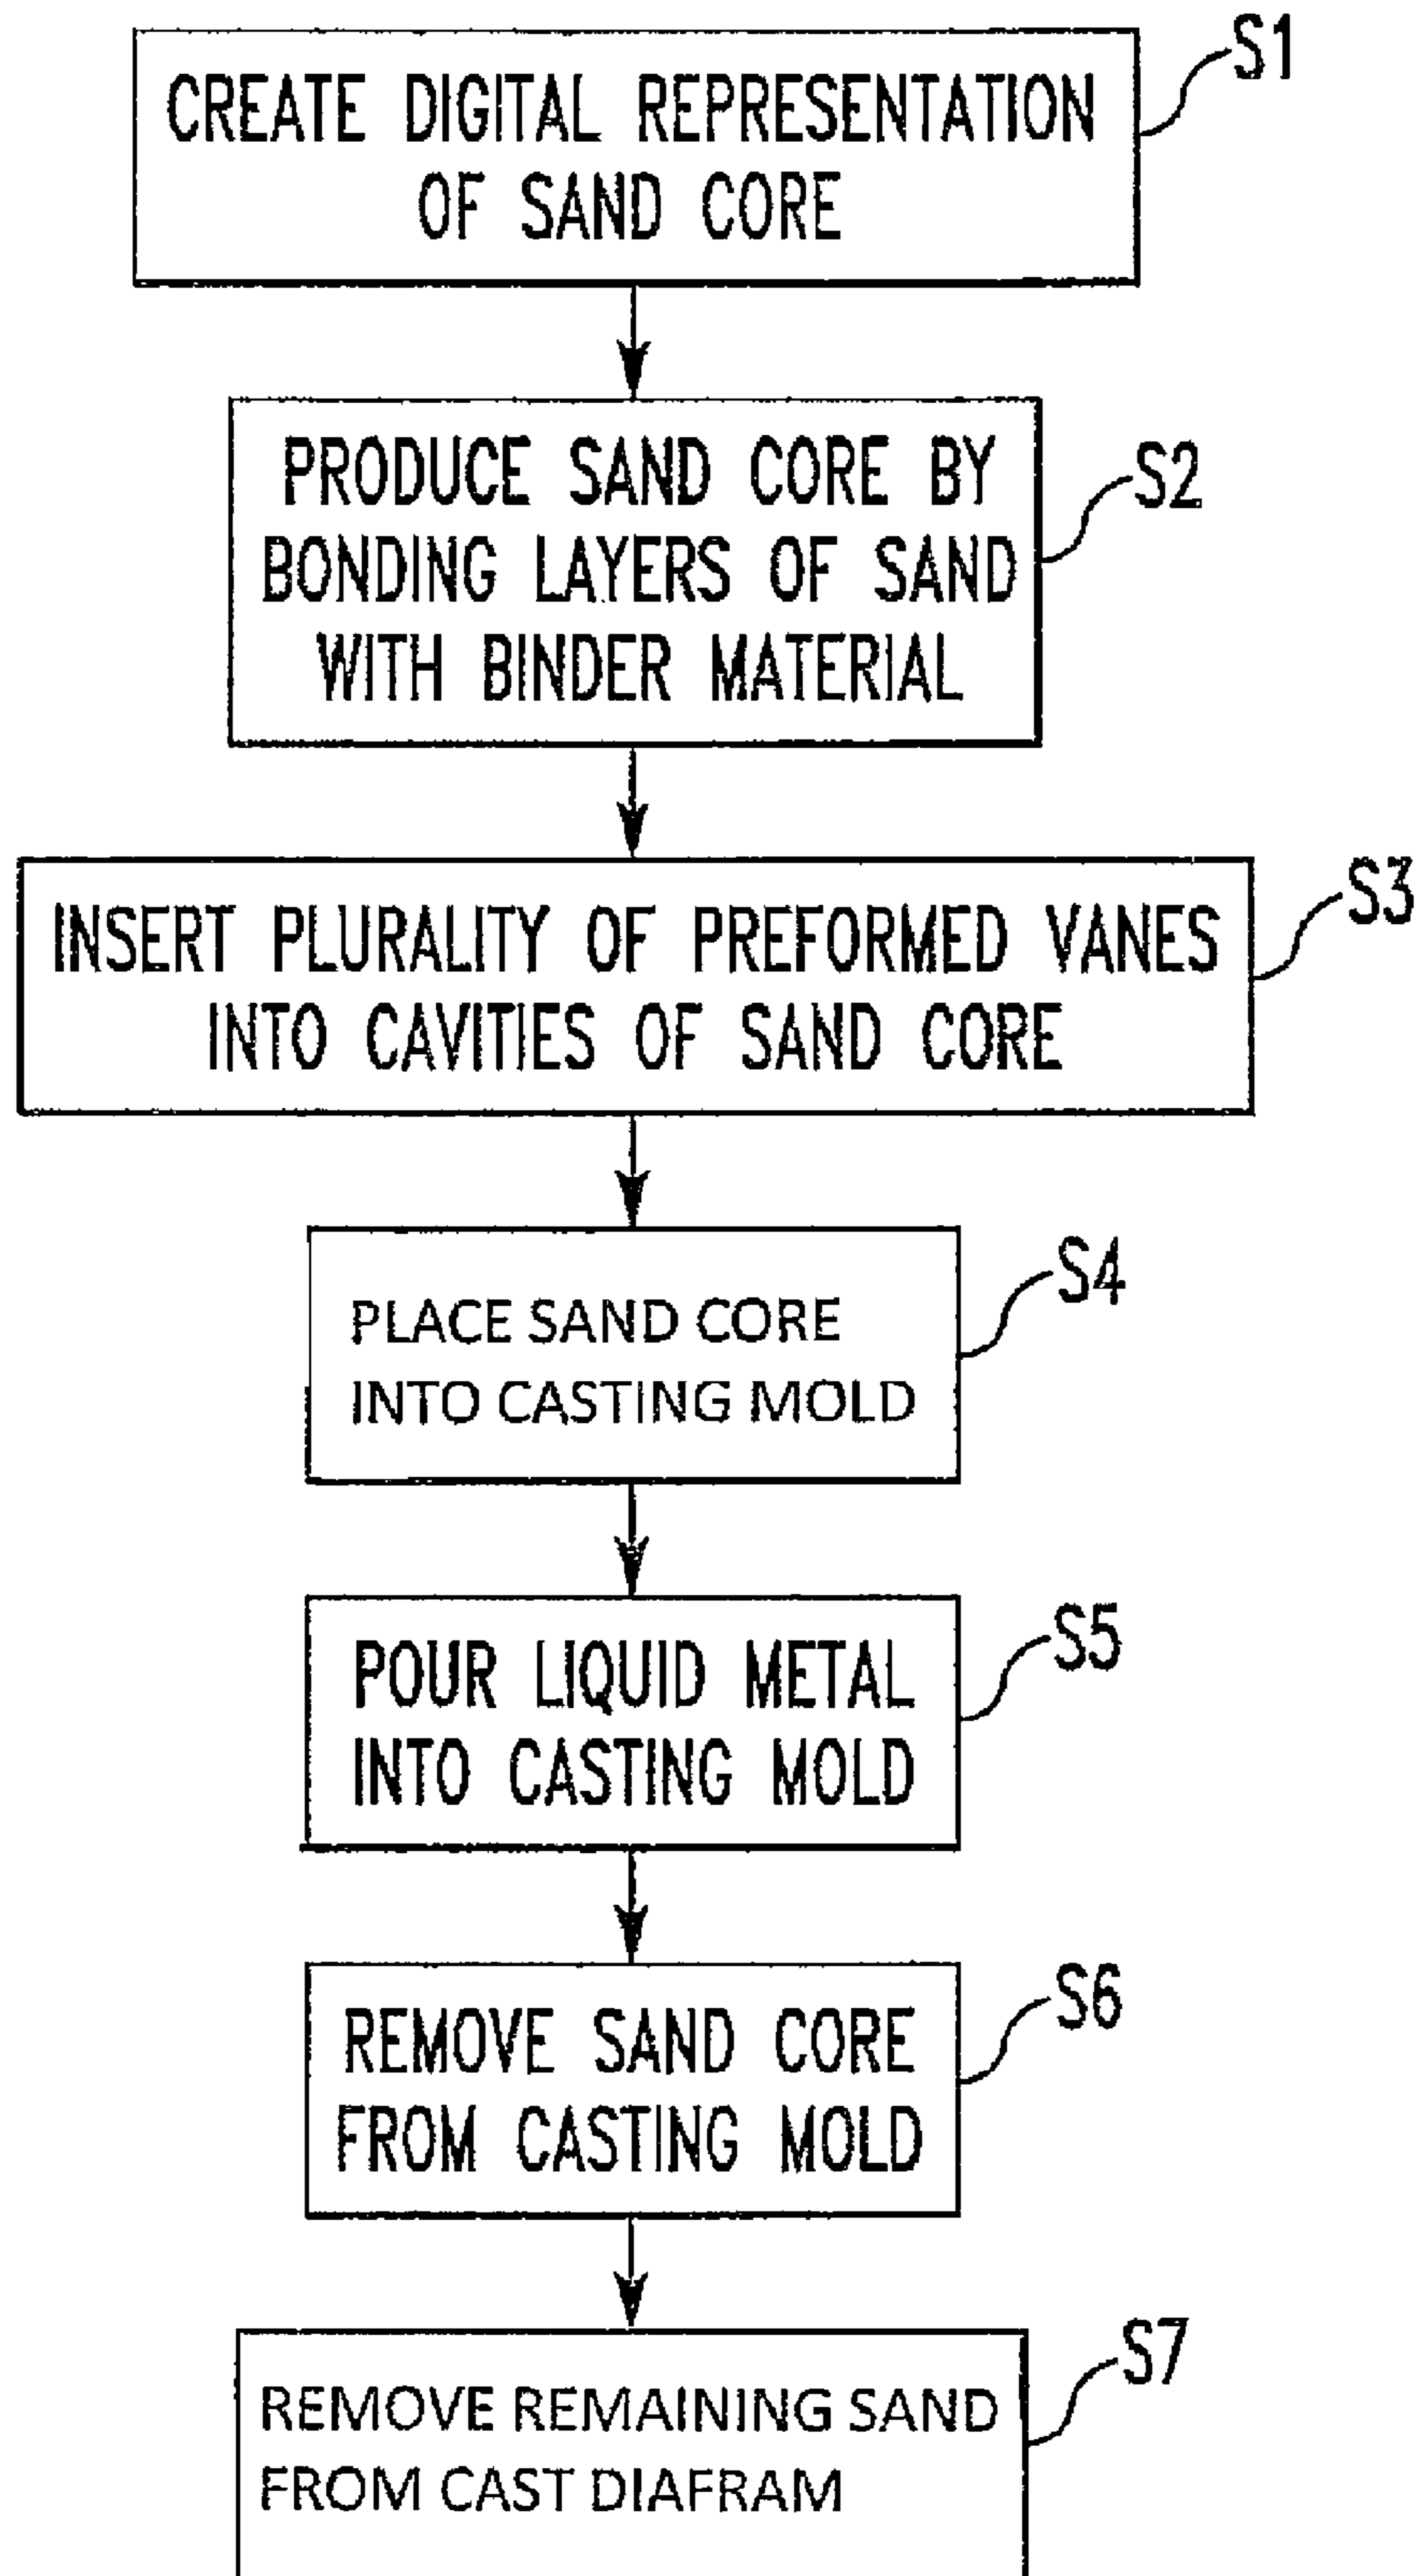 S1
CREATE DIGITAL REPRESENTATION
OF SAND CORE
S2
PRODUCE SAND CORE BY
BONDING LAYERS OF SAND
WITH BINDER MATERIAL
S3
INSERT PLURALITY OF PREFORMED VANES
INTO CAVITIES OF SAND CORE
S4
PLACE SAND CORE
INTO CASTING MOLD
S5
POUR LIQUID METAL
INTO CASTING MOLD
S6
REMOVE SAND CORE
FROM CASTING MOLD
S7
REMOVE REMAINING SAND
FROM CAST DIAFRAM